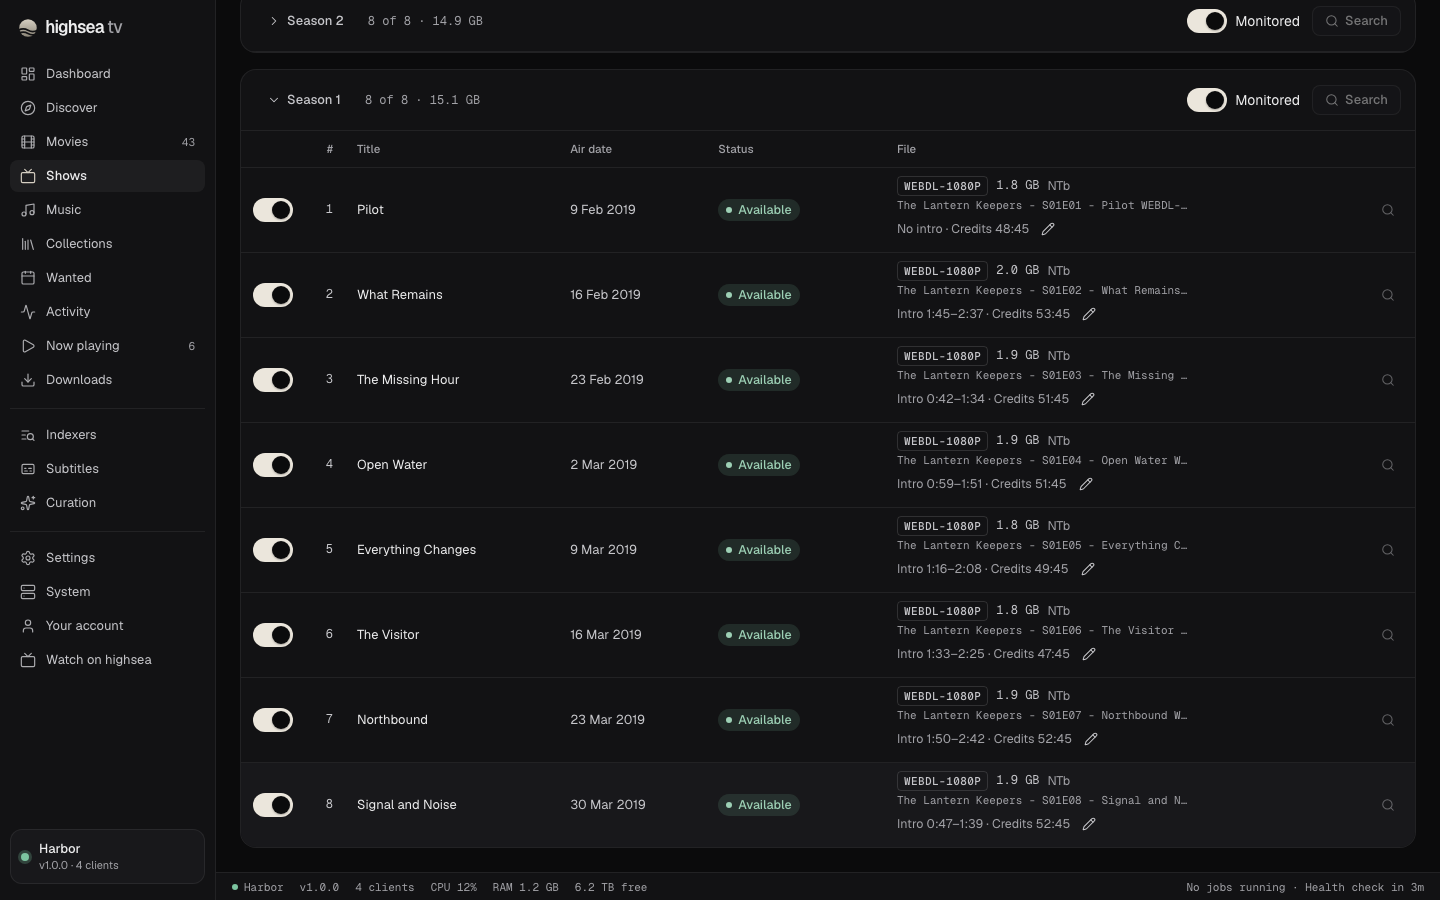 highsea tv
Dashboard
Discover
Movies 43
Shows
Music
Collections
Wanted
Activity
Now playing 6
Downloads
Indexers
Subtitles
Curation
Settings
System
Your account
Watch on highsea
Harbor
v1.0.0 · 4 clients
Season 2 8 of 8 · 14.9 GB Monitored Search
Season 1 8 of 8 · 15.1 GB Monitored Search
# Title Air date Status File
1 Pilot 9 Feb 2019 Available WEBDL-1080P 1.8 GB NTb
The Lantern Keepers - S01E01 - Pilot WEBDL-…
No intro · Credits 48:45
2 What Remains 16 Feb 2019 Available WEBDL-1080P 2.0 GB NTb
The Lantern Keepers - S01E02 - What Remains…
Intro 1:45–2:37 · Credits 53:45
3 The Missing Hour 23 Feb 2019 Available WEBDL-1080P 1.9 GB NTb
The Lantern Keepers - S01E03 - The Missing …
Intro 0:42–1:34 · Credits 51:45
4 Open Water 2 Mar 2019 Available WEBDL-1080P 1.9 GB NTb
The Lantern Keepers - S01E04 - Open Water W…
Intro 0:59–1:51 · Credits 51:45
5 Everything Changes 9 Mar 2019 Available WEBDL-1080P 1.8 GB NTb
The Lantern Keepers - S01E05 - Everything C…
Intro 1:16–2:08 · Credits 49:45
6 The Visitor 16 Mar 2019 Available WEBDL-1080P 1.8 GB NTb
The Lantern Keepers - S01E06 - The Visitor …
Intro 1:33–2:25 · Credits 47:45
7 Northbound 23 Mar 2019 Available WEBDL-1080P 1.9 GB NTb
The Lantern Keepers - S01E07 - Northbound W…
Intro 1:50–2:42 · Credits 52:45
8 Signal and Noise 30 Mar 2019 Available WEBDL-1080P 1.9 GB NTb
The Lantern Keepers - S01E08 - Signal and N…
Intro 0:47–1:39 · Credits 52:45
Harbor v1.0.0 4 clients CPU 12% RAM 1.2 GB 6.2 TB free No jobs running · Health check in 3m